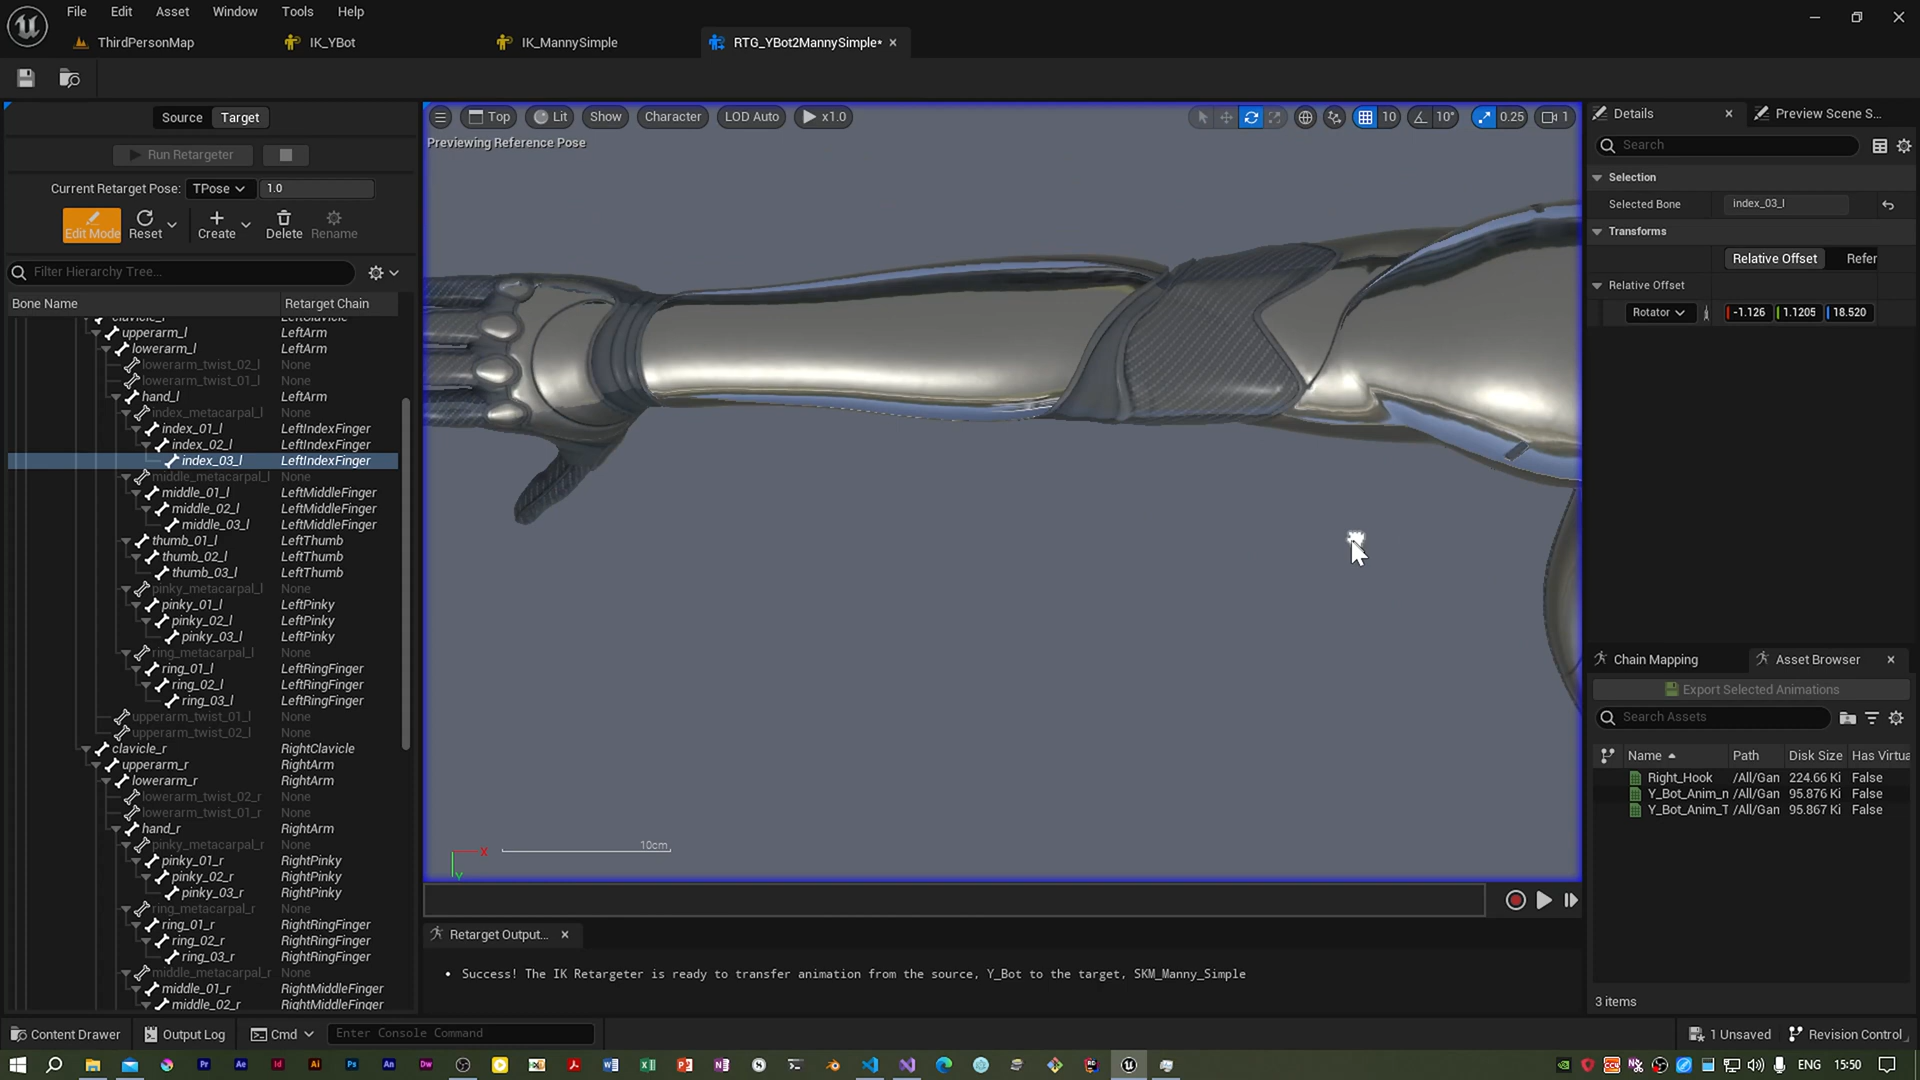 File Edit Asset Window Tools Help
ThirdPersonMap IK_YBot IK_MannySimple RTG_YBot2MannySimple*
Source Target
Run Retargeter
Current Retarget Pose: TPose 1.0
Edit Mode Reset Create Delete Rename
Filter Hierarchy Tree...
Bone Name Retarget Chain
upperarm_l LeftArm
lowerarm_l LeftArm
lowerarm_twist_02_l None
lowerarm_twist_01_l None
hand_l LeftArm
index_metacarpal_l None
index_01_l LeftIndexFinger
index_02_l LeftIndexFinger
index_03_l LeftIndexFinger
middle_metacarpal_l None
middle_01_l LeftMiddleFinger
middle_02_l LeftMiddleFinger
middle_03_l LeftMiddleFinger
thumb_01_l LeftThumb
thumb_02_l LeftThumb
thumb_03_l LeftThumb
pinky_metacarpal_l None
pinky_01_l LeftPinky
pinky_02_l LeftPinky
pinky_03_l LeftPinky
ring_metacarpal_l None
ring_01_l LeftRingFinger
ring_02_l LeftRingFinger
ring_03_l LeftRingFinger
upperarm_twist_01_l None
upperarm_twist_02_l None
clavicle_r RightClavicle
upperarm_r RightArm
lowerarm_r RightArm
lowerarm_twist_02_r None
lowerarm_twist_01_r None
hand_r RightArm
pinky_metacarpal_r None
pinky_01_r RightPinky
pinky_02_r RightPinky
pinky_03_r RightPinky
ring_metacarpal_r None
ring_01_r RightRingFinger
ring_02_r RightRingFinger
ring_03_r RightRingFinger
middle_metacarpal_r None
middle_01_r RightMiddleFinger
middle_02_r RightMiddleFinger
Top Lit Show Character LOD Auto x1.0 10 10° 0.25 1
Previewing Reference Pose
X
Y
10cm
Retarget Output...
• Success! The IK Retargeter is ready to transfer animation from the source, Y_Bot to the target, SKM_Manny_Simple
Details Preview Scene S...
Search
Selection
Selected Bone index_03_l
Transforms
Relative Offset Refer
Relative Offset
Rotator -1.126 1.1205 18.520
Chain Mapping Asset Browser
Export Selected Animations
Search Assets
Name Path Disk Size Has Virtua
Right_Hook /All/Gan 224.66 Ki False
Y_Bot_Anim_n /All/Gan 95.876 Ki False
Y_Bot_Anim_T /All/Gan 95.867 Ki False
3 items
Content Drawer Output Log Cmd Enter Console Command 1 Unsaved Revision Control
Pr Ae Id Ai Ps An Dw
ENG 15:50